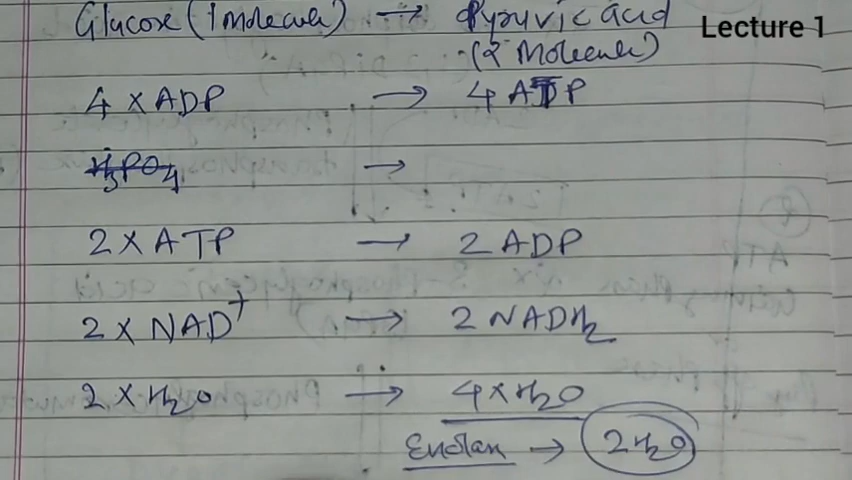 Glucose (1 Molecule) → Pyruvic acid
Lecture 1
(2 Molecule)
4 x ADP → 4 ATP
H3PO4 →
2 x ATP → 2 ADP
2 x NAD+ → 2 NADH2
2 x H2O → 4 x H2O
→ 2H2O